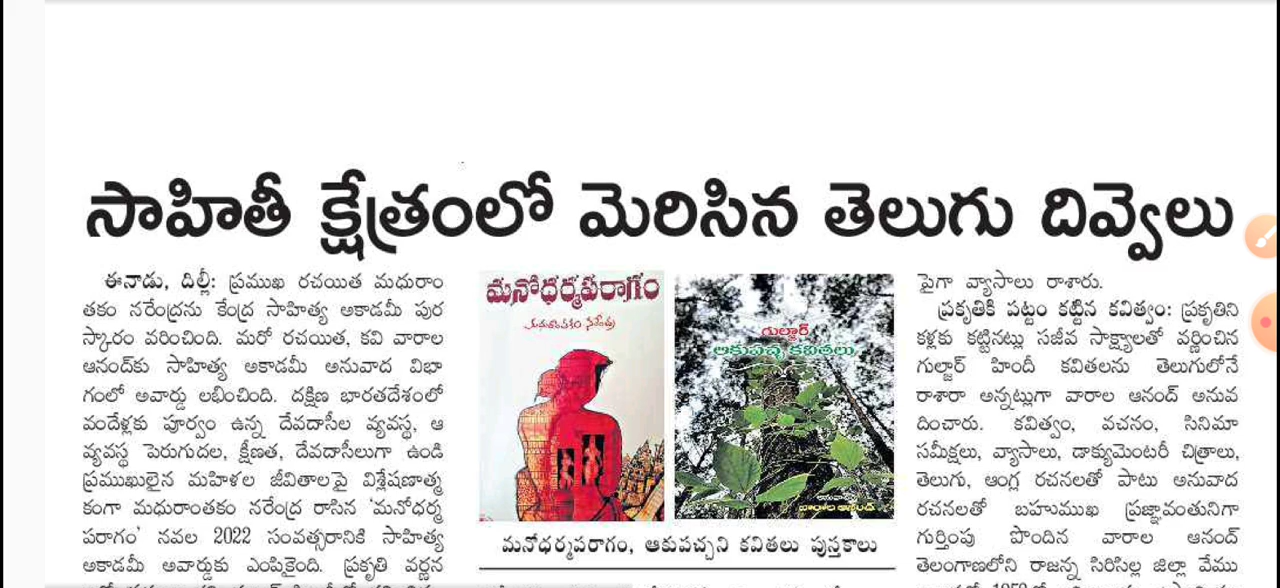 సాహితీ క్షేత్రంలో మెరిసిన తెలుగు దివ్వెలు
ఈనాడు, దిల్లీ: ప్రముఖ రచయిత మధురాం
తకం నరేంద్రను కేంద్ర సాహిత్య అకాడమీ పుర
స్కారం వరించింది. మరో రచయిత, కవి వారాల
ఆనంద్‌కు సాహిత్య అకాడమీ అనువాద విభా
గంలో అవార్డు లభించింది. దక్షిణ భారతదేశంలో
వందేళ్లకు పూర్వం ఉన్న దేవదాసీల వ్యవస్థ, ఆ
వ్యవస్థ పెరుగుదల, క్షీణత, దేవదాసీలుగా ఉండి
ప్రముఖులైన మహిళల జీవితాలపై విశ్లేషణాత్మ
కంగా మధురాంతకం నరేంద్ర రాసిన ‘మనోధర్మ
పరాగం’ నవల 2022 సంవత్సరానికి సాహిత్య
అకాడమీ అవార్డుకు ఎంపికైంది. ప్రకృతి వర్ణన
మనోధర్మపరాగం
మధురాంతకం నరేంద్ర
గుల్జార్
ఆకుపచ్చ కవితలు
అనువాదం
వారాల ఆనంద్
మనోధర్మపరాగం, ఆకుపచ్చని కవితలు పుస్తకాలు
పైగా వ్యాసాలు రాశారు.
ప్రకృతికి పట్టం కట్టిన కవిత్వం: ప్రకృతిని
కళ్లకు కట్టినట్లు సజీవ సాక్ష్యాలతో వర్ణించిన
గుల్జార్ హిందీ కవితలను తెలుగులోనే
రాశారా అన్నట్లుగా వారాల ఆనంద్ అనువ
దించారు. కవిత్వం, వచనం, సినిమా
సమీక్షలు, వ్యాసాలు, డాక్యుమెంటరీ చిత్రాలు,
తెలుగు, ఆంగ్ల రచనలతో పాటు అనువాద
రచనలతో బహుముఖ ప్రజ్ఞావంతునిగా
గుర్తింపు పొందిన వారాల ఆనంద్
తెలంగాణలోని రాజన్న సిరిసిల్ల జిల్లా వేము